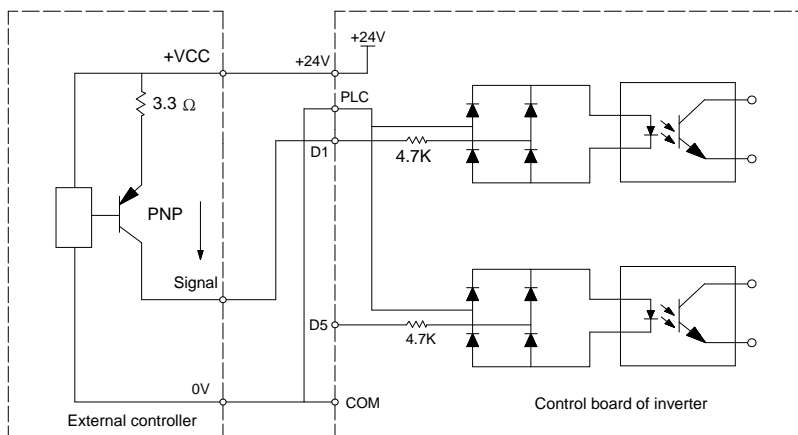 +24V
+VCC
+24V
3.3 Ω
PLC
D1
4.7K
PNP
Signal
D5
4.7K
0V
COM
External controller
Control board of inverter